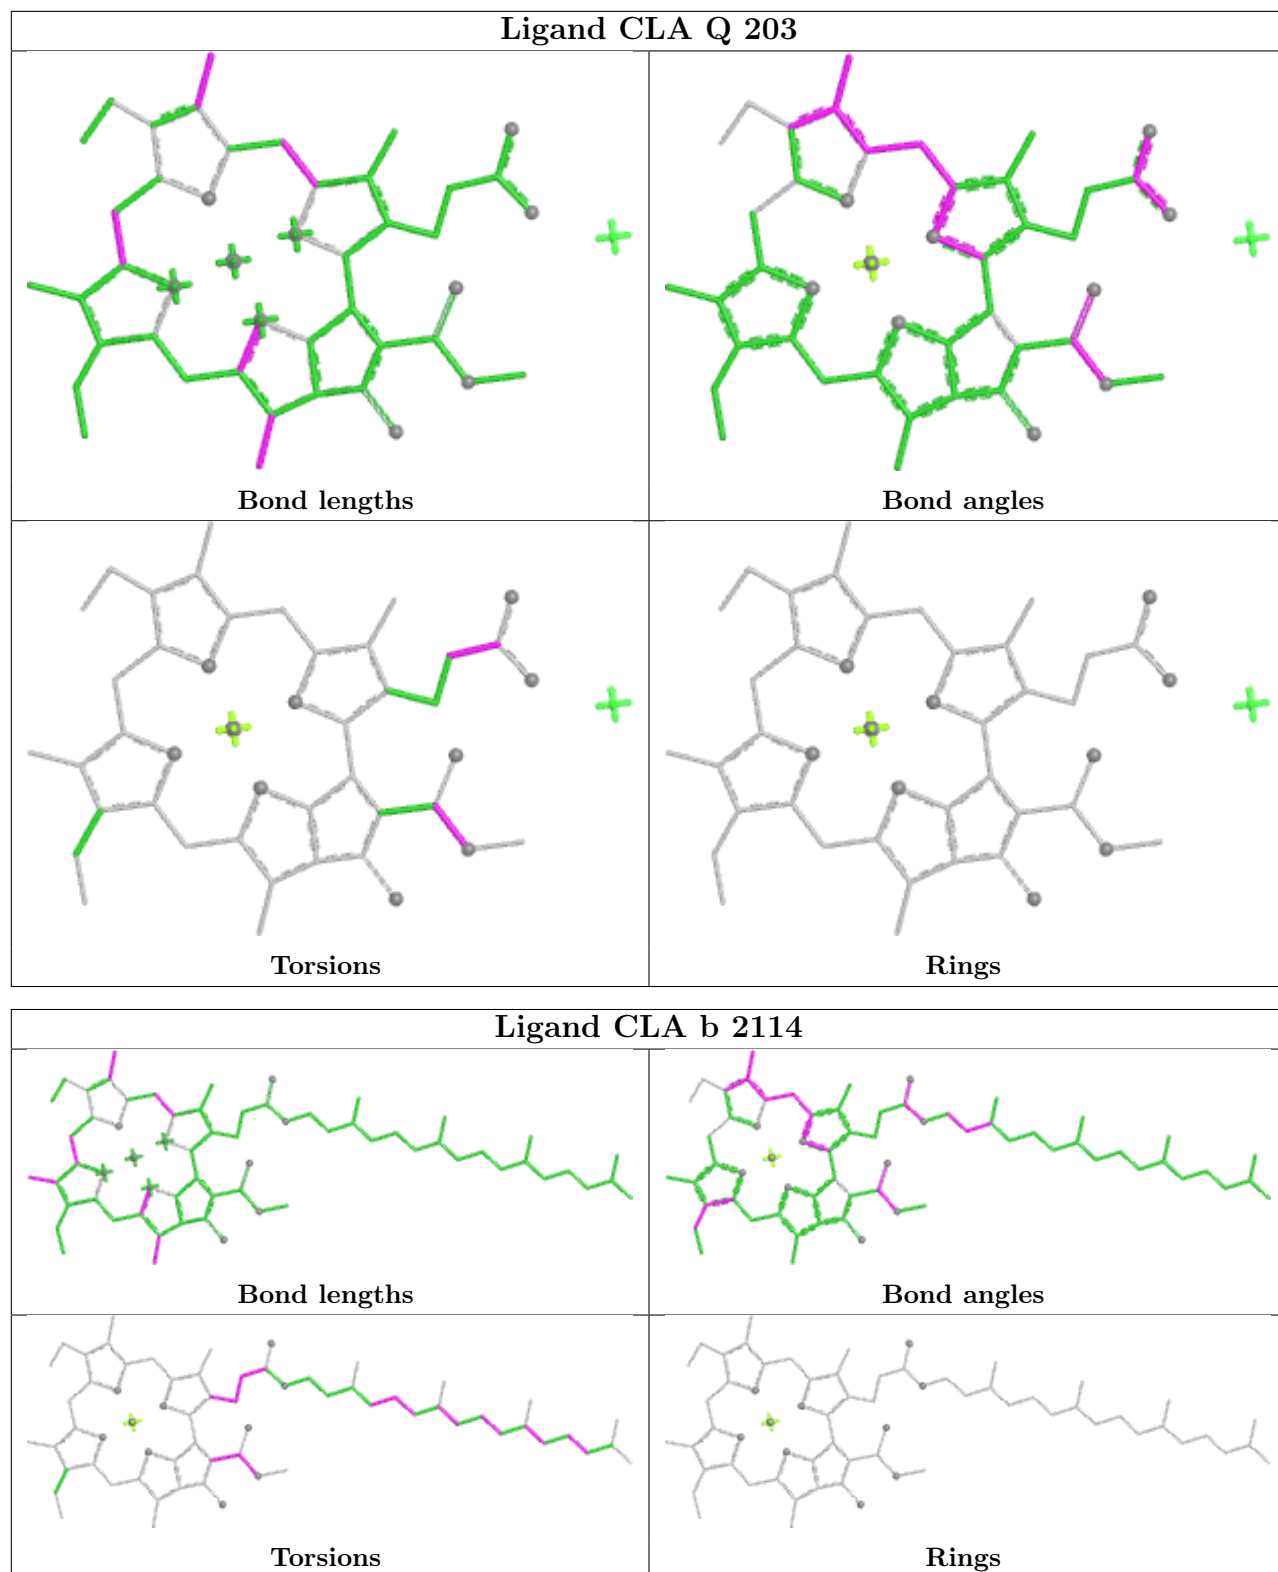 Ligand CLA Q 203
Bond lengths
Bond angles
Torsions
Rings
Ligand CLA b 2114
Bond lengths
Bond angles
Torsions
Rings